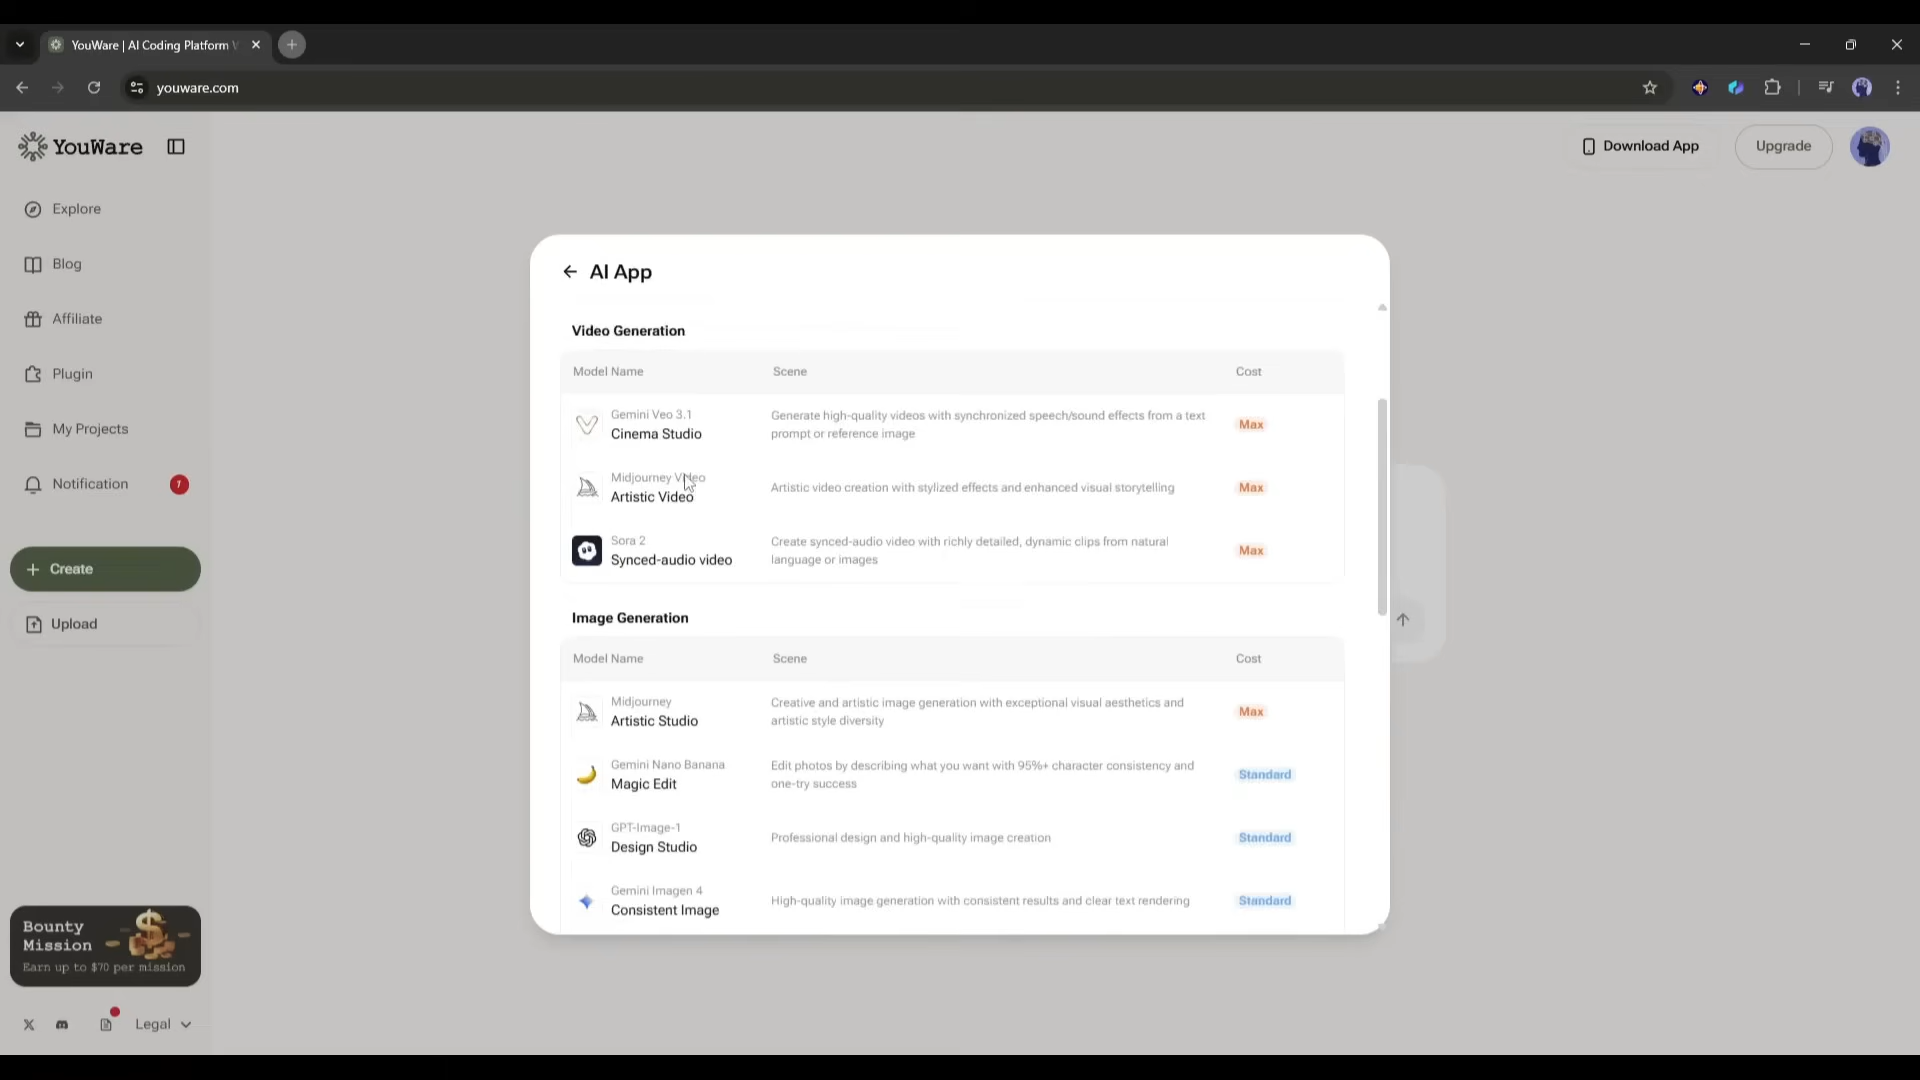 YouWare | AI Coding Platform
youware.com
YouWare
Download App
Upgrade
Explore
Blog
Affiliate
Plugin
My Projects
Notification
1
Create
Upload
Bounty
Mission
Earn up to $70 per mission
Legal
AI App
Video Generation
Model Name
Scene
Cost
Gemini Veo 3.1
Cinema Studio
Generate high-quality videos with synchronized speech/sound effects from a text
prompt or reference image
Max
Midjourney Video
Artistic Video
Artistic video creation with stylized effects and enhanced visual storytelling
Max
Sora 2
Synced-audio video
Create synced-audio video with richly detailed, dynamic clips from natural
language or images
Max
Image Generation
Model Name
Scene
Cost
Midjourney
Artistic Studio
Creative and artistic image generation with exceptional visual aesthetics and
artistic style diversity
Max
Gemini Nano Banana
Magic Edit
Edit photos by describing what you want with 95%+ character consistency and
one-try success
Standard
GPT-Image-1
Design Studio
Professional design and high-quality image creation
Standard
Gemini Imagen 4
Consistent Image
High-quality image generation with consistent results and clear text rendering
Standard